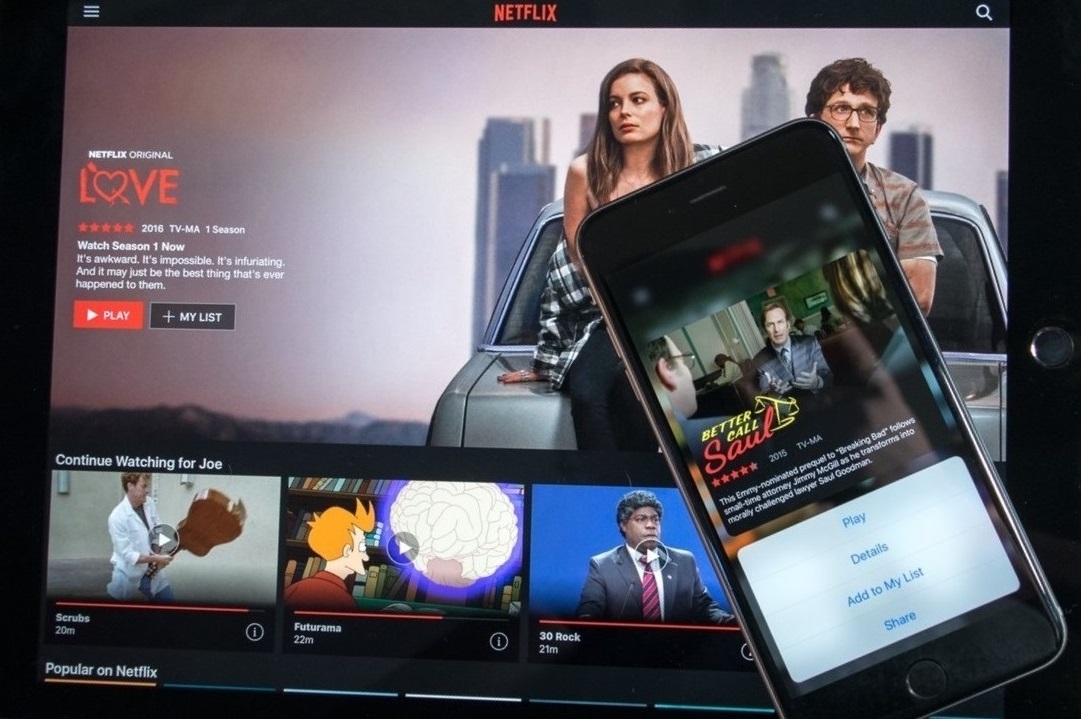 NETFLIX
NETFLIX ORIGINAL
LOVE
2016 TV-MA 1 Season
Watch Season 1 Now
It's awkward. It's impossible. It's infuriating.
And it may just be the best thing that's ever
happened to them.
PLAY
MY LIST
Continue Watching for Joe
Scrubs
20m
Futurama
22m
30 Rock
21m
Popular on Netflix
BETTER
CALL
Saul
2015 TV-MA
This Emmy-nominated prequel to "Breaking Bad" follows
small-time attorney Jimmy McGill as he transforms into
morally challenged lawyer Saul Goodman.
Play
Details
Add to My List
Share